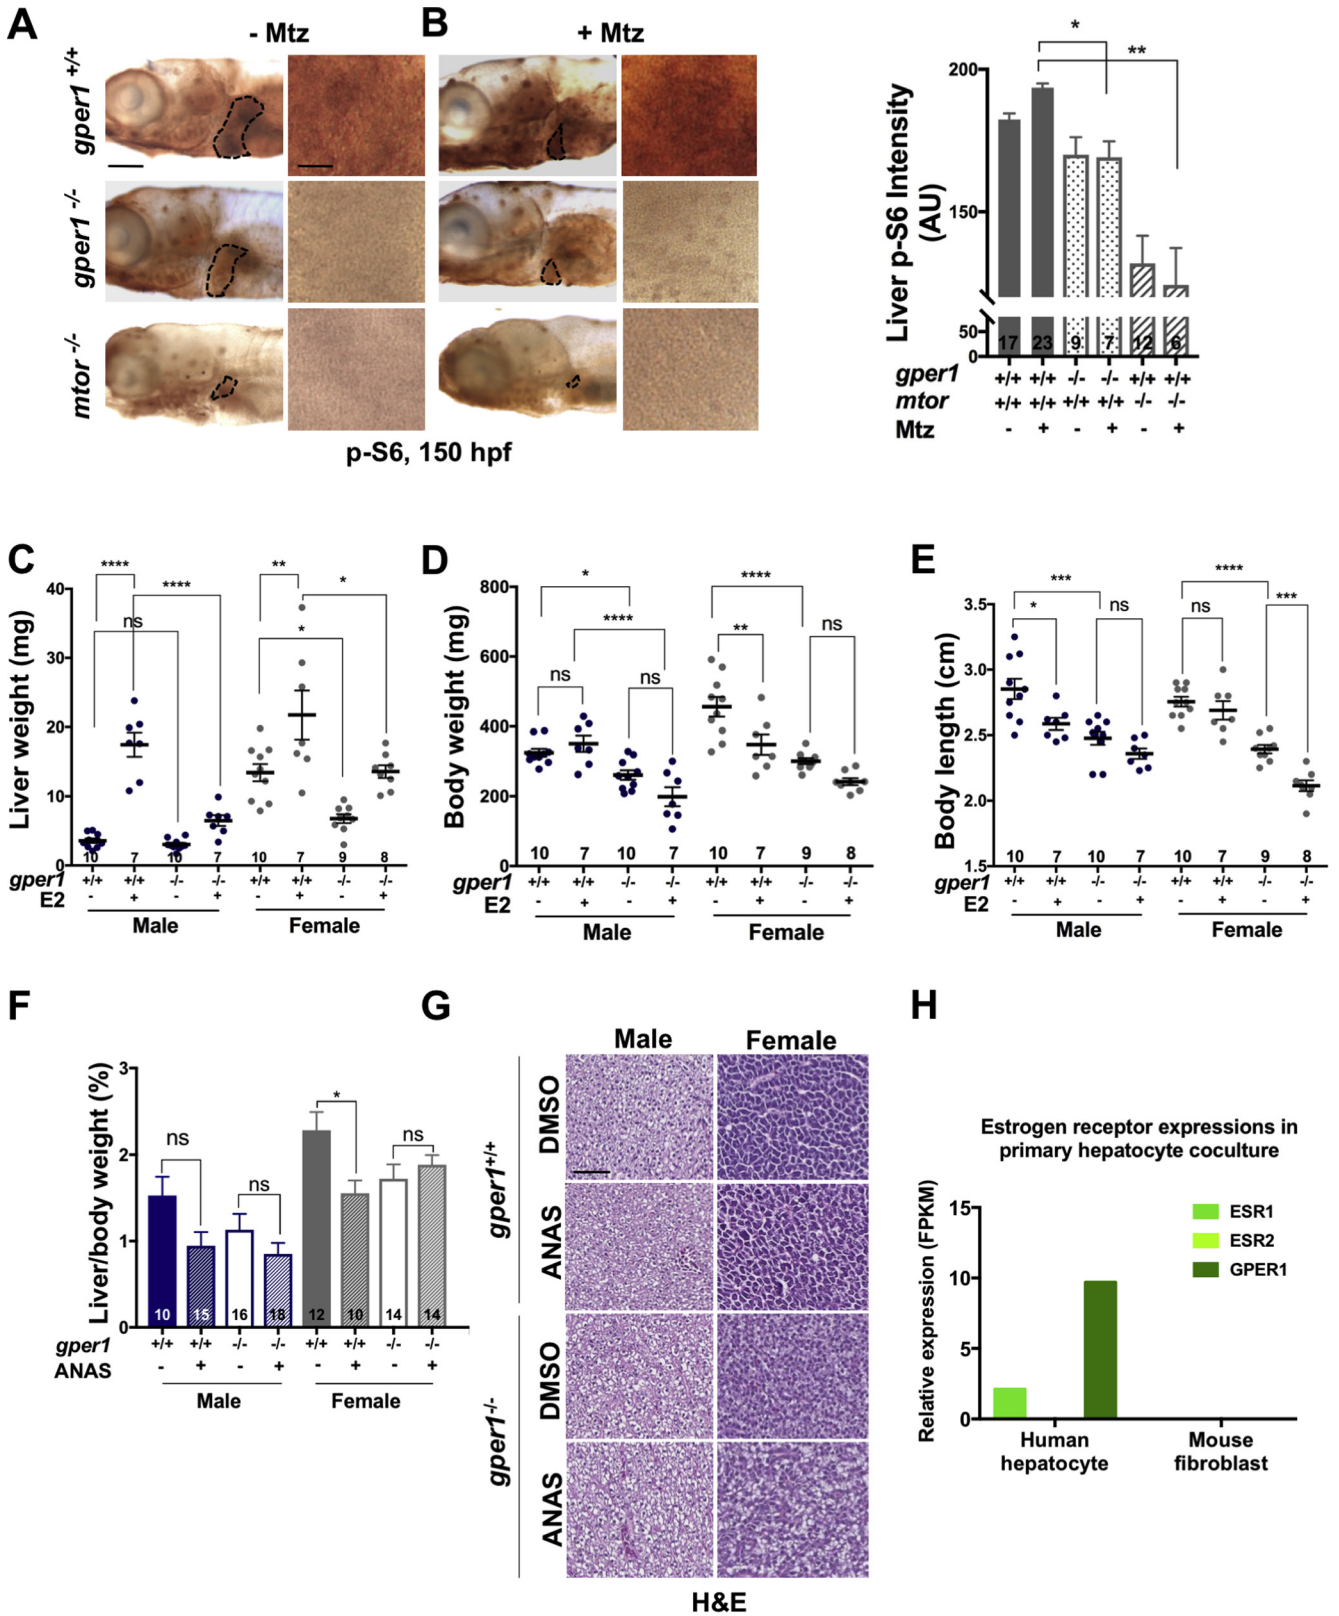 A
- Mtz
B
+ Mtz
gper1 +/+
gper1 -/-
mtor -/-
p-S6, 150 hpf
Liver p-S6 Intensity
(AU)
* **
200
150
50
0
17 23 9 7 12 6
gper1 +/+ +/+ -/- -/- +/+ +/+
mtor +/+ +/+ +/+ +/+ -/- -/-
Mtz - + - + - +
C
Liver weight (mg)
40
30
20
10
0
**** **** ns ** * *
10 7 10 7 10 7 9 8
gper1 +/+ +/+ -/- -/- +/+ +/+ -/- -/-
E2 - + - + - + - +
Male Female
D
Body weight (mg)
800
600
400
200
0
* **** ns ns **** ** ns
10 7 10 7 10 7 9 8
gper1 +/+ +/+ -/- -/- +/+ +/+ -/- -/-
E2 - + - + - + - +
Male Female
E
Body length (cm)
3.5
3.0
2.5
2.0
1.5
*** * ns **** ns ***
10 7 10 7 10 7 9 8
gper1 +/+ +/+ -/- -/- +/+ +/+ -/- -/-
E2 - + - + - + - +
Male Female
F
Liver/body weight (%)
3
2
1
0
ns ns * ns
10 15 16 18 12 10 14 14
gper1 +/+ +/+ -/- -/- +/+ +/+ -/- -/-
ANAS - + - + - + - +
Male Female
G
Male Female
gper1+/+
DMSO
ANAS
gper1-/-
DMSO
ANAS
H&E
H
Estrogen receptor expressions in
primary hepatocyte coculture
Relative expression (FPKM)
15
10
5
0
ESR1
ESR2
GPER1
Human
hepatocyte
Mouse
fibroblast